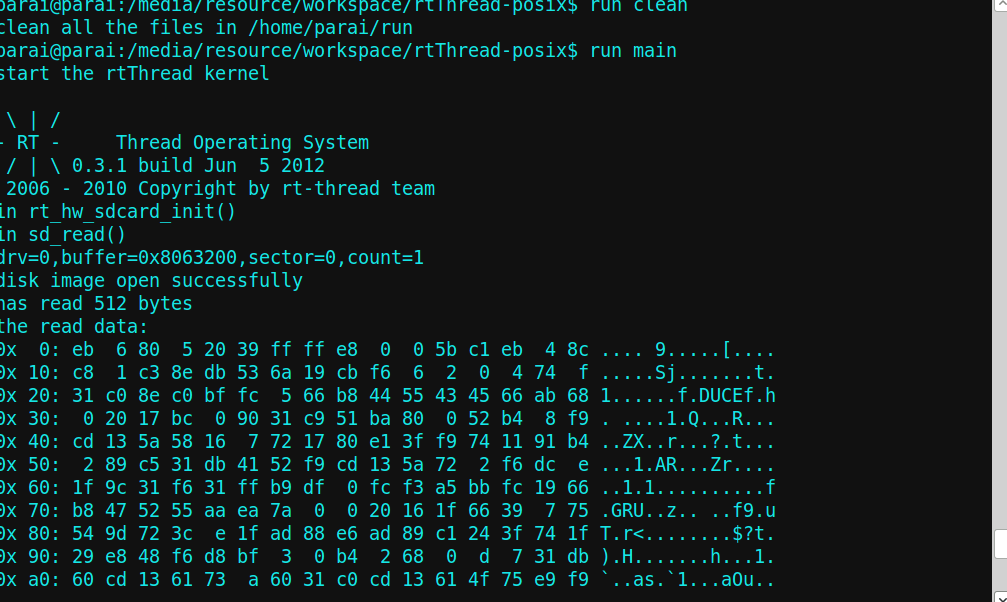 parai@parai:/media/resource/workspace/rtThread-posix$ run clean
clean all the files in /home/parai/run
parai@parai:/media/resource/workspace/rtThread-posix$ run main
start the rtThread kernel
\ | /
- RT -     Thread Operating System
/ | \ 0.3.1 build Jun  5 2012
2006 - 2010 Copyright by rt-thread team
in rt_hw_sdcard_init()
in sd_read()
drv=0,buffer=0x8063200,sector=0,count=1
disk image open successfully
has read 512 bytes
the read data:
0x  0: eb  6 80  5 20 39 ff ff e8  0  0 5b c1 eb  4 8c .... 9.....[....
0x 10: c8  1 c3 8e db 53 6a 19 cb f6  6  2  0  4 74  f .....Sj.......t.
0x 20: 31 c0 8e c0 bf fc  5 66 b8 44 55 43 45 66 ab 68 1......f.DUCEf.h
0x 30:  0 20 17 bc  0 90 31 c9 51 ba 80  0 52 b4  8 f9 . ....1.Q...R...
0x 40: cd 13 5a 58 16  7 72 17 80 e1 3f f9 74 11 91 b4 ..ZX..r...?.t...
0x 50:  2 89 c5 31 db 41 52 f9 cd 13 5a 72  2 f6 dc  e ...1.AR...Zr....
0x 60: 1f 9c 31 f6 31 ff b9 df  0 fc f3 a5 bb fc 19 66 ..1.1..........f
0x 70: b8 47 52 55 aa ea 7a  0  0 20 16 1f 66 39  7 75 .GRU..z.. ..f9.u
0x 80: 54 9d 72 3c  e 1f ad 88 e6 ad 89 c1 24 3f 74 1f T.r<........$?t.
0x 90: 29 e8 48 f6 d8 bf  3  0 b4  2 68  0  d  7 31 db ).H.......h...1.
0x a0: 60 cd 13 61 73  a 60 31 c0 cd 13 61 4f 75 e9 f9 `..as.`1...aOu..